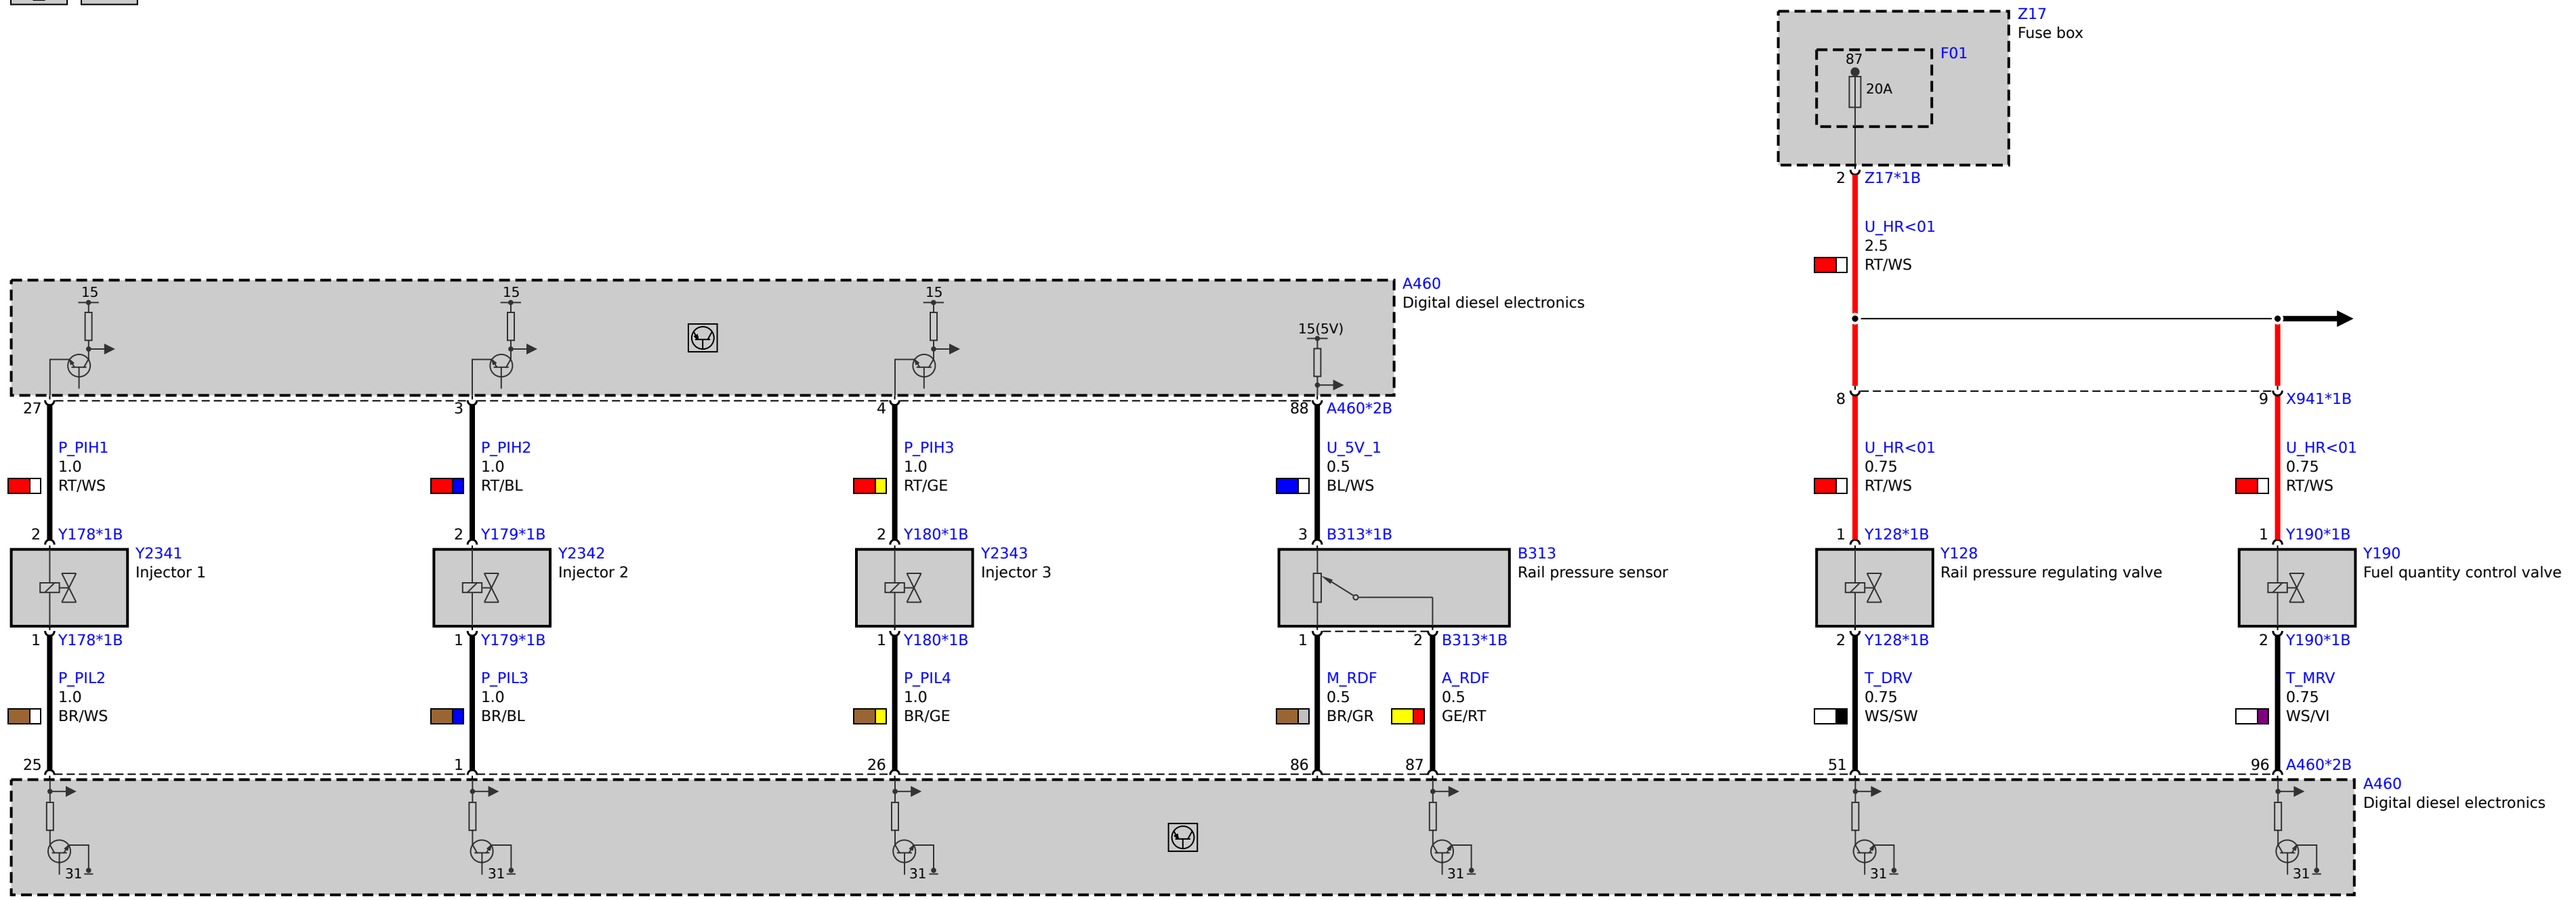 Z17
Fuse box
F01
87
20A
2 Z17*1B
U_HR<01
2.5
RT/WS
A460
Digital diesel electronics
15 15 15 15(5V)
27 3 4 88 A460*2B
8 9 X941*1B
P_PIH1 P_PIH2 P_PIH3 U_5V_1 U_HR<01 U_HR<01
1.0 1.0 1.0 0.5 0.75 0.75
RT/WS RT/BL RT/GE BL/WS RT/WS RT/WS
2 Y178*1B 2 Y179*1B 2 Y180*1B 3 B313*1B 1 Y128*1B 1 Y190*1B
Y2341 Y2342 Y2343 B313 Y128 Y190
Injector 1 Injector 2 Injector 3 Rail pressure sensor Rail pressure regulating valve Fuel quantity control valve
1 Y178*1B 1 Y179*1B 1 Y180*1B 1 2 B313*1B 2 Y128*1B 2 Y190*1B
P_PIL2 P_PIL3 P_PIL4 M_RDF A_RDF T_DRV T_MRV
1.0 1.0 1.0 0.5 0.5 0.75 0.75
BR/WS BR/BL BR/GE BR/GR GE/RT WS/SW WS/VI
25 1 26 86 87 51 96 A460*2B
A460
Digital diesel electronics
31 31 31 31 31 31